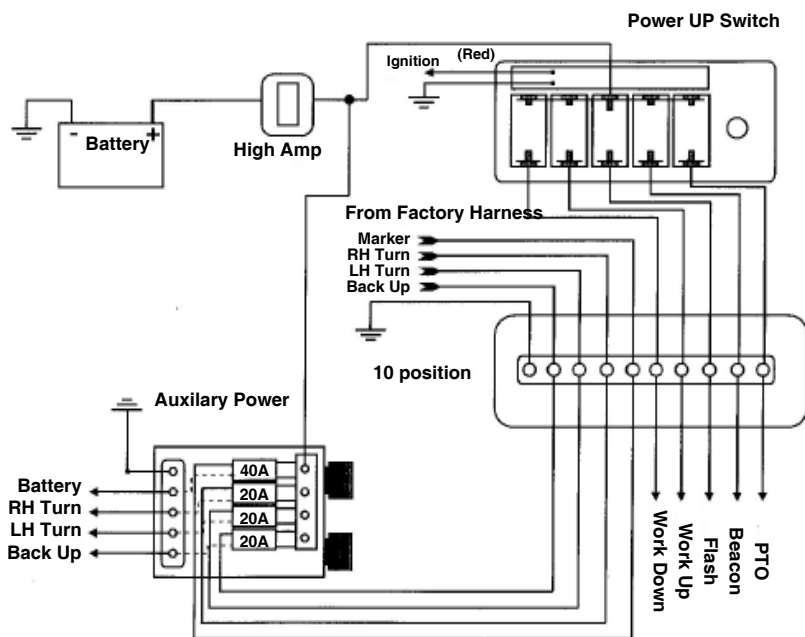 Power UP Switch
Ignition
(Red)
- Battery +
High Amp
From Factory Harness
Marker
RH Turn
LH Turn
Back Up
10 position
Auxilary Power
40A
20A
20A
20A
Battery
RH Turn
LH Turn
Back Up
Work Down
Work Up
Flash
Beacon
PTO